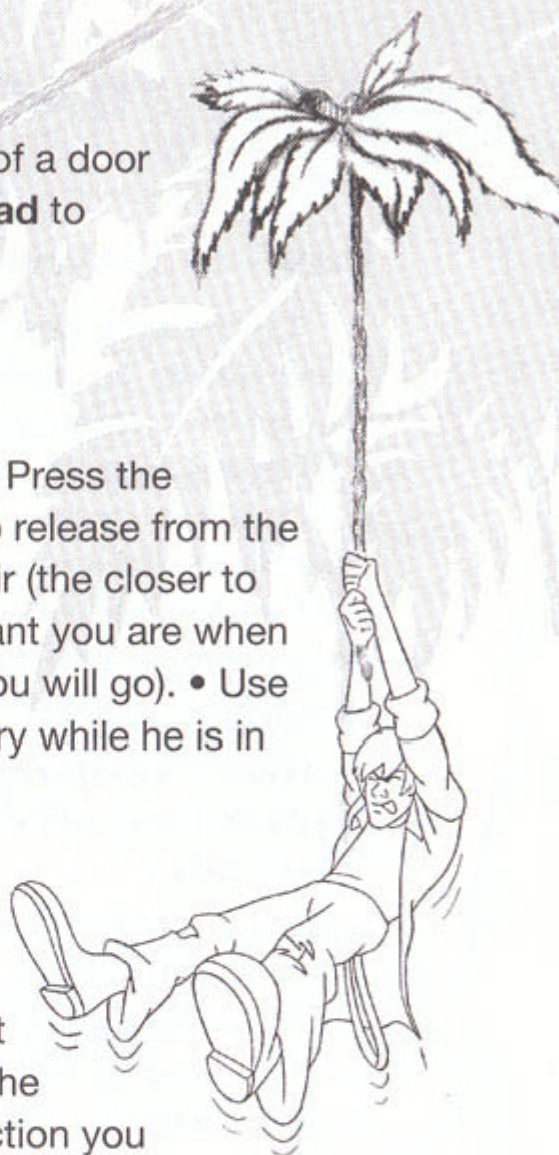 of a door
ad to
Press the
release from the
ir (the closer to
ant you are when
ou will go). • Use
ry while he is in
t
he
ction you